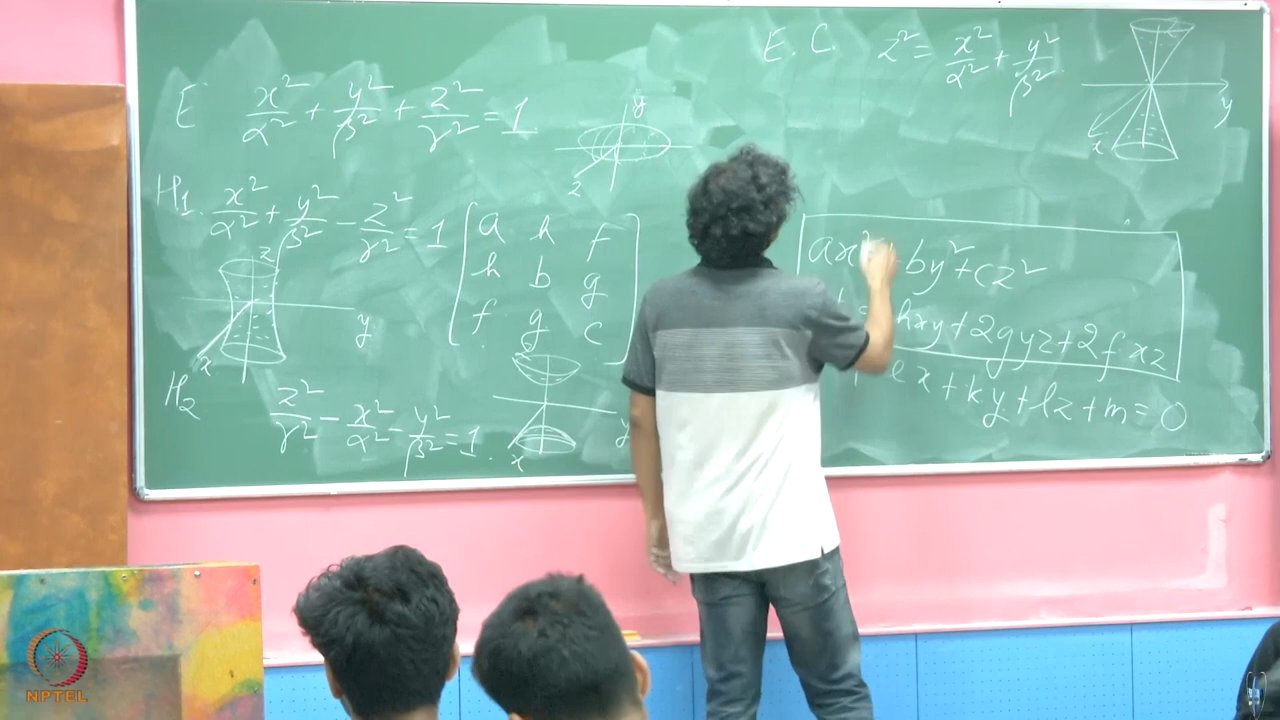 E x²/α² + y²/β² + z²/γ² = 1
y
z
H1. x²/α² + y²/β² - z²/γ² = 1
z
y
x
[ a h f
h b g
f g c ]
H2 z²/γ² - x²/α² - y²/β² = 1.
y
x
E. C. z² = x²/α² + y²/β²
y
x
ax² by² + cz²
hxy + 2gyz + 2fxz
ex + ky + lz + m = 0
NPTEL